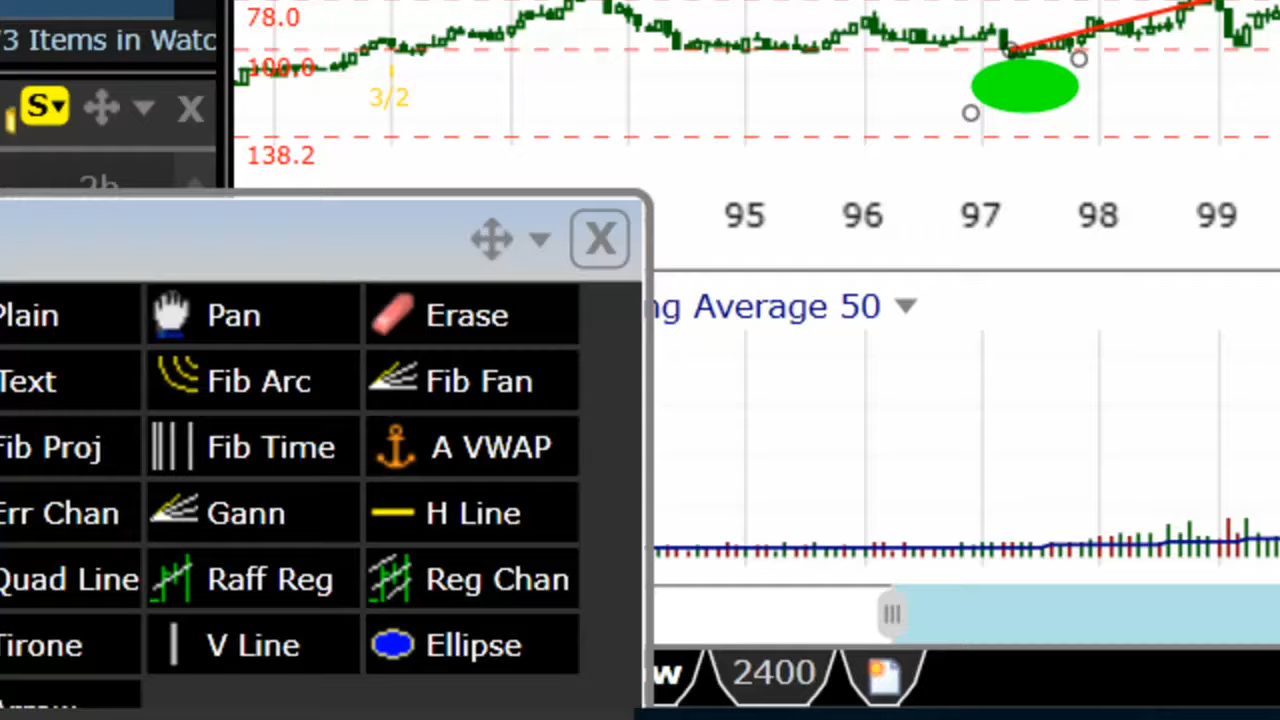 78.0
/3 Items in Watc
100.0
S
X
3/2
138.2
2h
95 96 97 98 99
X
ng Average 50
Plain Pan Erase
Text Fib Arc Fib Fan
Fib Proj Fib Time A VWAP
Err Chan Gann H Line
Quad Line Raff Reg Reg Chan
Tirone V Line Ellipse
w 2400